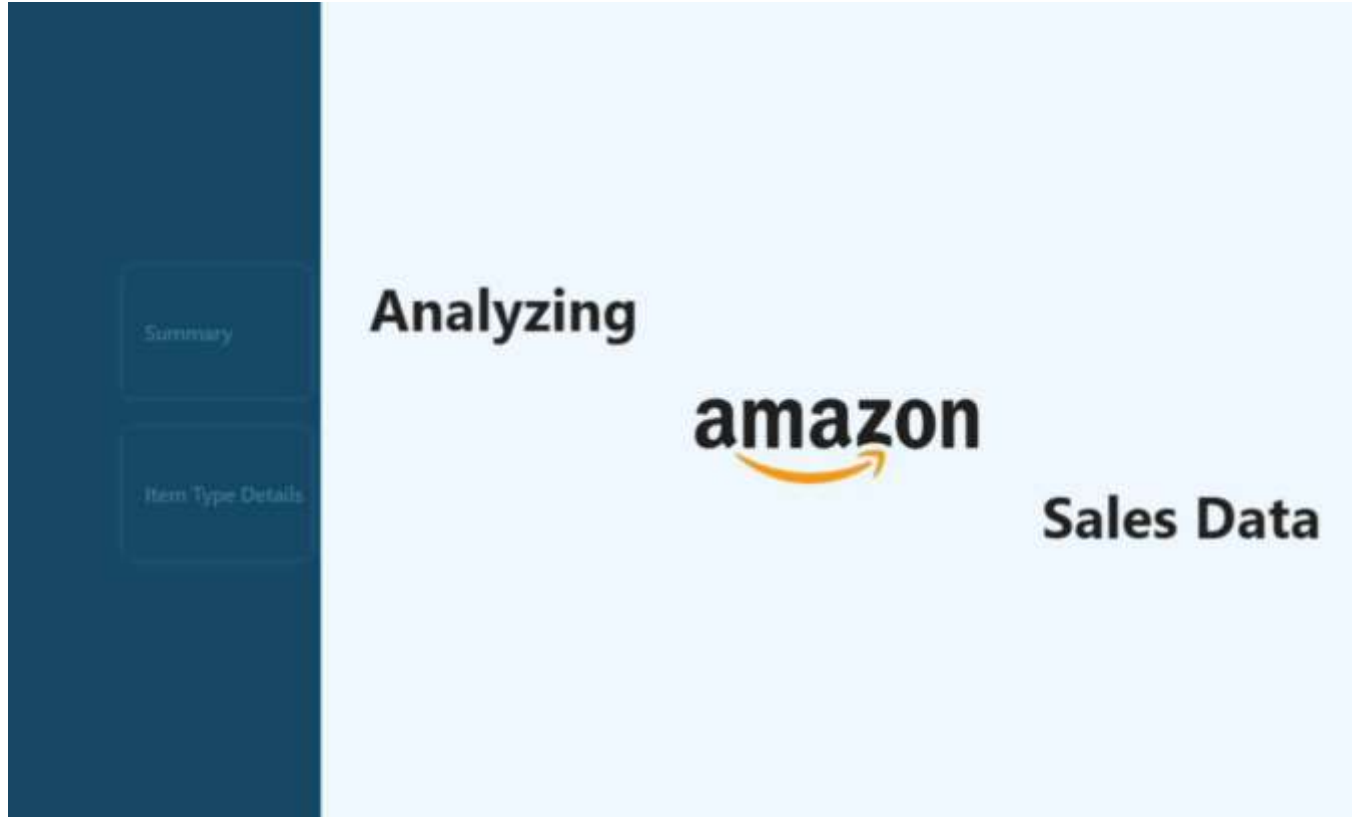 Summary
Item Type Details
Analyzing
amazon
Sales Data